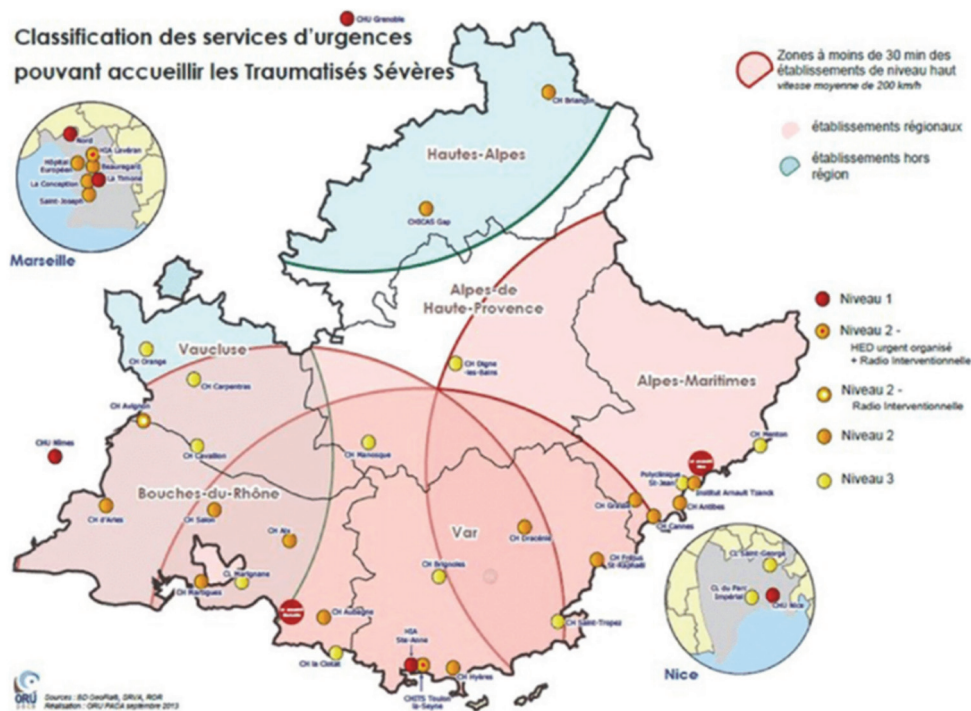 CHU Grenoble
Classification des services d'urgences
pouvant accueillir les Traumatisés Sévères
Zones à moins de 30 min des
établissements de niveau haut
vitesse moyenne de 200 km/h
établissements régionaux
établissements hors
région
Nord
HIA Laveran
Hôpital
Européen
Beauregard
La Conception
La Timone
Saint-Joseph
Marseille
CH Briançon
Hautes-Alpes
CHICAS Gap
Alpes de
Haute-Provence
Vaucluse
CH Orange
CH Carpentras
CH Digne
-les-Bains
Alpes-Maritimes
Niveau 1
Niveau 2 -
HED urgent organisé
+ Radio Interventionnelle
Niveau 2 -
Radio Interventionnelle
Niveau 2
Niveau 3
CH Avignon
CHU Nîmes
CH Cavaillon
CH Manosque
CH Menton
Polyclinique
St-Jean
Institut Arnault Tzanck
CH Antibes
CH Grasse
CH Cannes
Bouches-du-Rhône
CH d'Arles
CH Salon
CH Aix
Var
CH Dracénie
CH Fréjus
St-Raphaël
CH Brignoles
CL Marignane
CH Martigues
CH Aubagne
CH la Ciotat
HIA
Ste-Anne
CH Hyères
CHITS Toulon
la-Seyne
CH Saint-Tropez
CL Saint-George
CL du Parc
Impérial
CHU Nice
Nice
ORU
PACA
Sources : BD GeoFla®, SRVA, ROR
Réalisation : ORU PACA septembre 2013